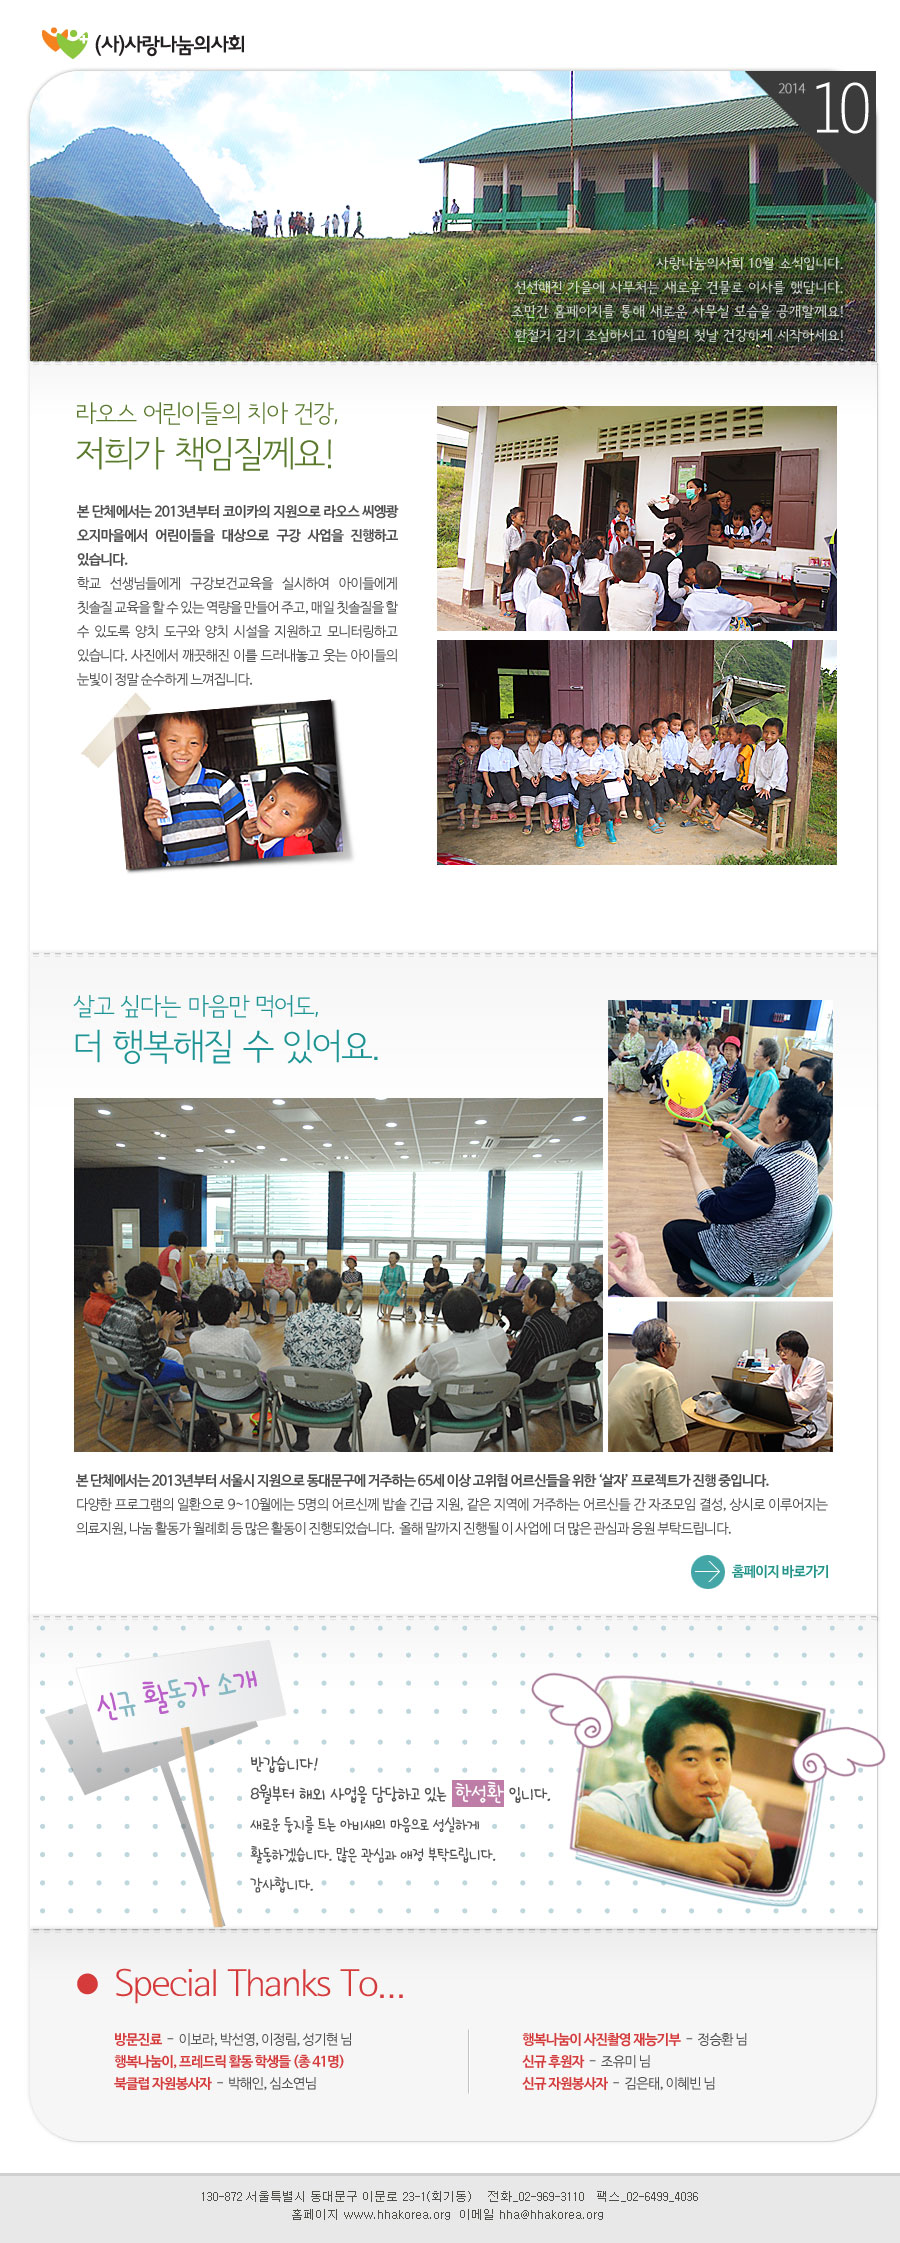 (사)사랑나눔의사회
2014
10
사랑나눔의사회 10월 소식입니다.
선선해진 가을에 사무처는 새로운 건물로 이사를 했답니다.
조만간 홈페이지를 통해 새로운 사무실 모습을 공개할께요!
환절기 감기 조심하시고 10월의 첫날 건강하게 시작하세요!
라오스 어린이들의 치아 건강,
저희가 책임질께요!
본 단체에서는 2013년부터 코이카의 지원으로 라오스 씨엥쾅
오지마을에서 어린이들을 대상으로 구강 사업을 진행하고
있습니다.
학교 선생님들에게 구강보건교육을 실시하여 아이들에게
칫솔질 교육을 할 수 있는 역량을 만들어 주고, 매일 칫솔질을 할
수 있도록 양치 도구와 양치 시설을 지원하고 모니터링하고
있습니다. 사진에서 깨끗해진 이를 드러내놓고 웃는 아이들의
눈빛이 정말 순수하게 느껴집니다.
살고 싶다는 마음만 먹어도,
더 행복해질 수 있어요.
본 단체에서는 2013년부터 서울시 지원으로 동대문구에 거주하는 65세 이상 고위험 어르신들을 위한 ‘살자’ 프로젝트가 진행 중입니다.
다양한 프로그램의 일환으로 9~10월에는 5명의 어르신께 밥솥 긴급 지원, 같은 지역에 거주하는 어르신들 간 자조모임 결성, 상시로 이루어지는
의료지원, 나눔 활동가 월례회 등 많은 활동이 진행되었습니다. 올해 말까지 진행될 이 사업에 더 많은 관심과 응원 부탁드립니다.
홈페이지 바로가기
신규 활동가 소개
반갑습니다!
8월부터 해외 사업을 담당하고 있는 한성환 입니다.
새로운 둥지를 트는 아비새의 마음으로 성실하게
활동하겠습니다. 많은 관심과 애정 부탁드립니다.
감사합니다.
Special Thanks To...
방문진료 - 이보라, 박선영, 이정림, 성기현 님
행복나눔이, 프레드릭 활동 학생들 (총 41명)
북클럽 자원봉사자 - 박해인, 심소연님
행복나눔이 사진촬영 재능기부 - 정승환 님
신규 후원자 - 조유미 님
신규 자원봉사자 - 김은태, 이혜빈 님
130-872 서울특별시 동대문구 이문로 23-1(회기동) 전화_02-969-3110 팩스_02-6499_4036
홈페이지 www.hhakorea.org 이메일 hha@hhakorea.org